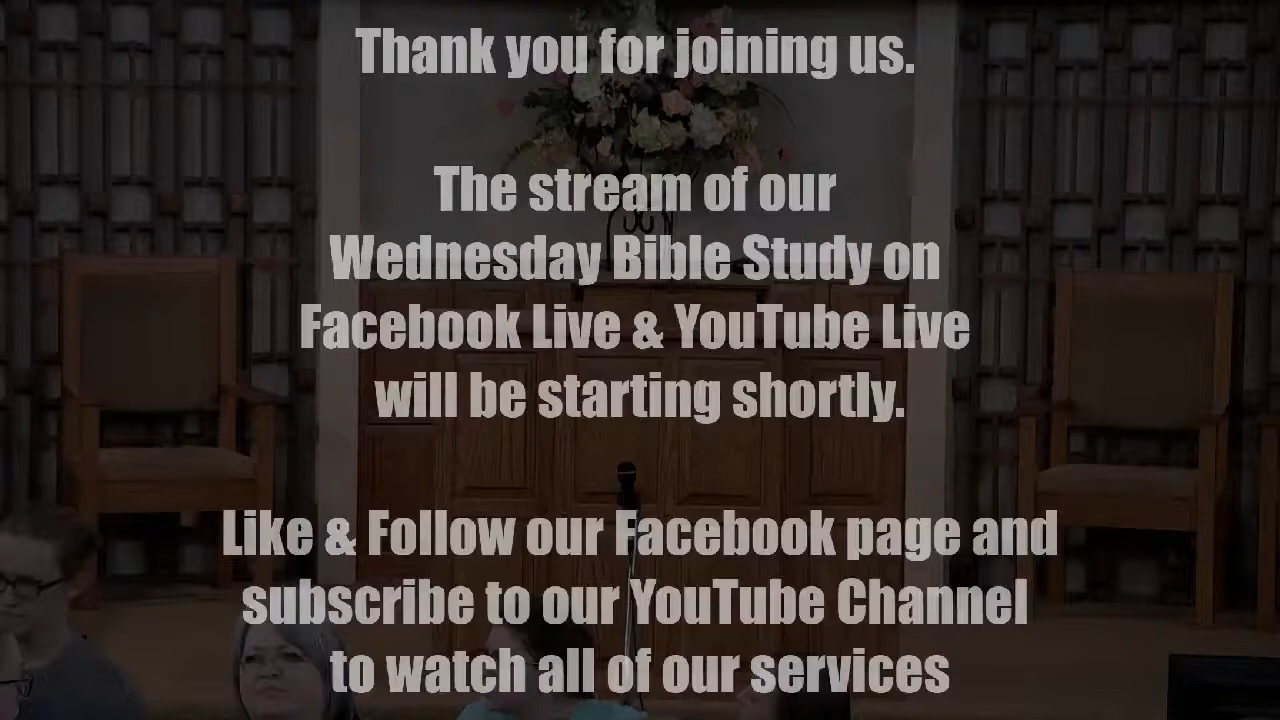 Thank you for joining us.
The stream of our
Wednesday Bible Study on
Facebook Live & YouTube Live
will be starting shortly.
Like & Follow our Facebook page and
subscribe to our YouTube Channel
to watch all of our services